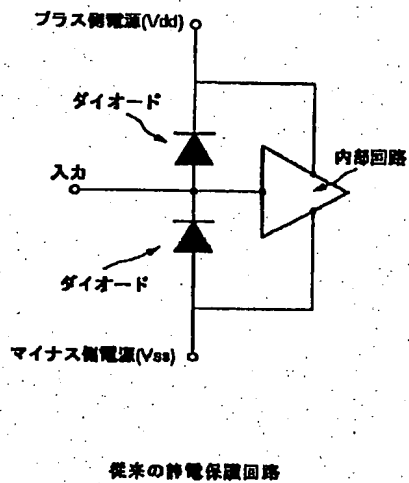 プラス側電源(Vdd)
ダイオード
内部回路
入力
ダイオード
マイナス側電源(Vss)
従来の静電保護回路